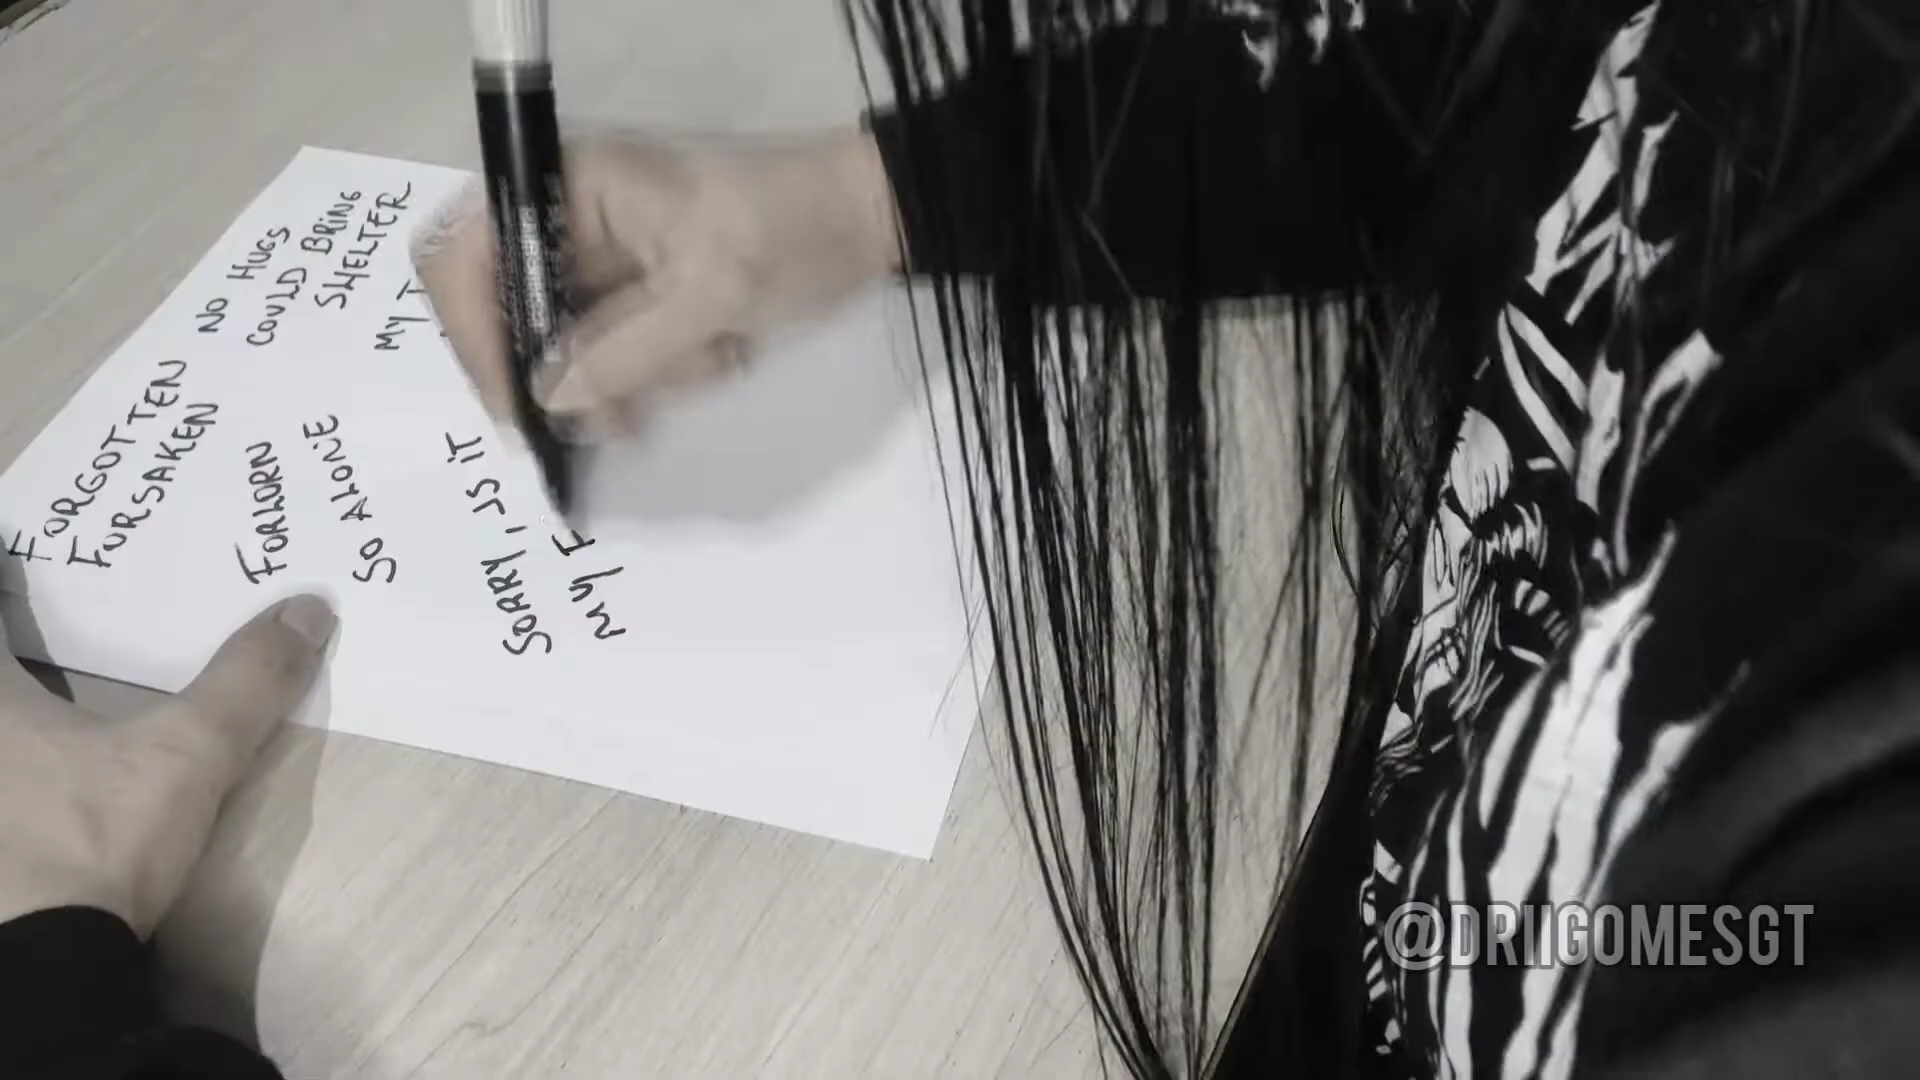 FORGOTTEN
FORSAKEN
NO HUGS
COULD BRING
SHELTER
FORLORN
SO ALONE
MY
SORRY, IS IT
MY
@DRIIGOMESGT